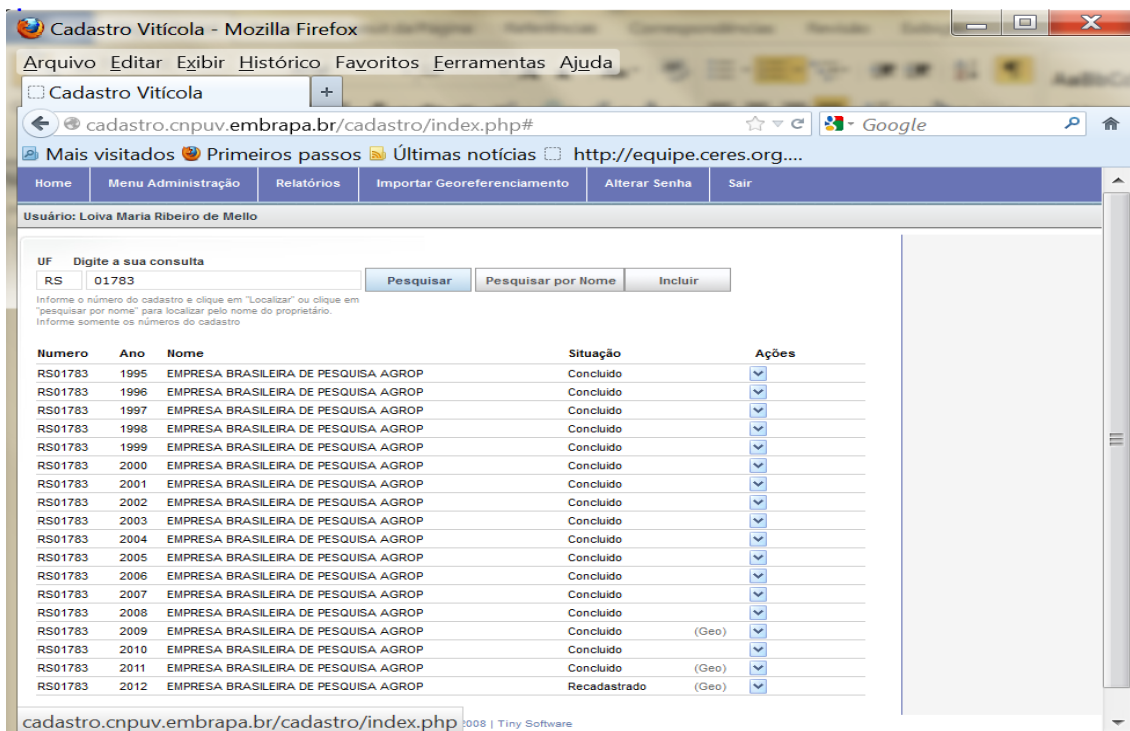 Cadastro Vitícola - Mozilla Firefox
Arquivo Editar Exibir Histórico Favoritos Ferramentas Ajuda
Cadastro Vitícola +
cadastro.cnpuv.embrapa.br/cadastro/index.php# Google
Mais visitados Primeiros passos Últimas notícias http://equipe.ceres.org....
Home Menu Administração Relatórios Importar Georeferenciamento Alterar Senha Sair
Usuário: Loiva Maria Ribeiro de Mello
UF Digite a sua consulta
RS 01783 Pesquisar Pesquisar por Nome Incluir
Informe o número do cadastro e clique em "Localizar" ou clique em
"pesquisar por nome" para localizar pelo nome do proprietário.
Informe somente os números do cadastro
Numero Ano Nome Situação Ações
RS01783 1995 EMPRESA BRASILEIRA DE PESQUISA AGROP Concluido
RS01783 1996 EMPRESA BRASILEIRA DE PESQUISA AGROP Concluido
RS01783 1997 EMPRESA BRASILEIRA DE PESQUISA AGROP Concluido
RS01783 1998 EMPRESA BRASILEIRA DE PESQUISA AGROP Concluido
RS01783 1999 EMPRESA BRASILEIRA DE PESQUISA AGROP Concluido
RS01783 2000 EMPRESA BRASILEIRA DE PESQUISA AGROP Concluido
RS01783 2001 EMPRESA BRASILEIRA DE PESQUISA AGROP Concluido
RS01783 2002 EMPRESA BRASILEIRA DE PESQUISA AGROP Concluido
RS01783 2003 EMPRESA BRASILEIRA DE PESQUISA AGROP Concluido
RS01783 2004 EMPRESA BRASILEIRA DE PESQUISA AGROP Concluido
RS01783 2005 EMPRESA BRASILEIRA DE PESQUISA AGROP Concluido
RS01783 2006 EMPRESA BRASILEIRA DE PESQUISA AGROP Concluido
RS01783 2007 EMPRESA BRASILEIRA DE PESQUISA AGROP Concluido
RS01783 2008 EMPRESA BRASILEIRA DE PESQUISA AGROP Concluido
RS01783 2009 EMPRESA BRASILEIRA DE PESQUISA AGROP Concluido (Geo)
RS01783 2010 EMPRESA BRASILEIRA DE PESQUISA AGROP Concluido
RS01783 2011 EMPRESA BRASILEIRA DE PESQUISA AGROP Concluido (Geo)
RS01783 2012 EMPRESA BRASILEIRA DE PESQUISA AGROP Recadastrado (Geo)
cadastro.cnpuv.embrapa.br/cadastro/index.php 2008 | Tiny Software